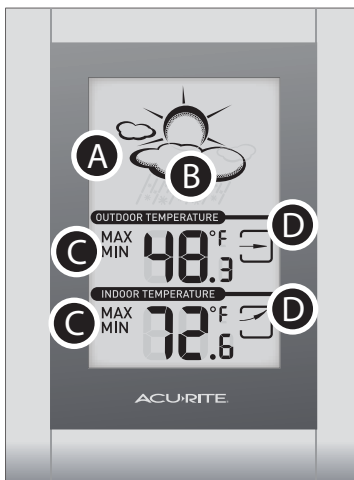 A
B
OUTDOOR TEMPERATURE
D
C
MAX
MIN
48.3°F
INDOOR TEMPERATURE
D
C
MAX
MIN
72.6°F
ACU›RITE.